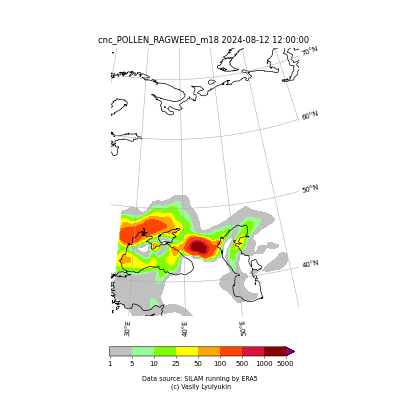 cnc_POLLEN_RAGWEED_m18 2024-08-12 12:00:00
70°N
60°N
50°N
40°N
30°E
40°E
50°E
1 5 10 25 50 100 500 1000 5000
Data source: SILAM running by ERA5
(c) Vasily Lyulyukin